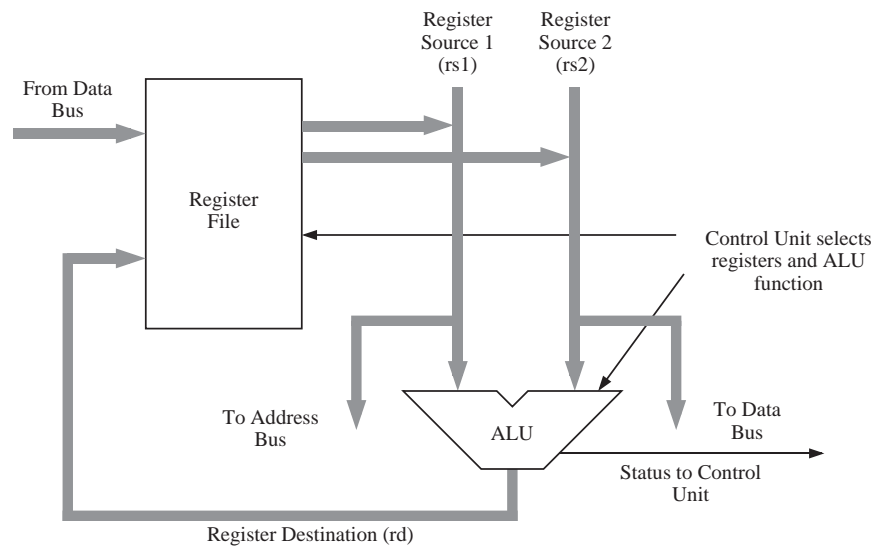 Register
Source 1
(rs1)
Register
Source 2
(rs2)
From Data
Bus
Register
File
Control Unit selects
registers and ALU
function
To Address
Bus
ALU
To Data
Bus
Status to Control
Unit
Register Destination (rd)